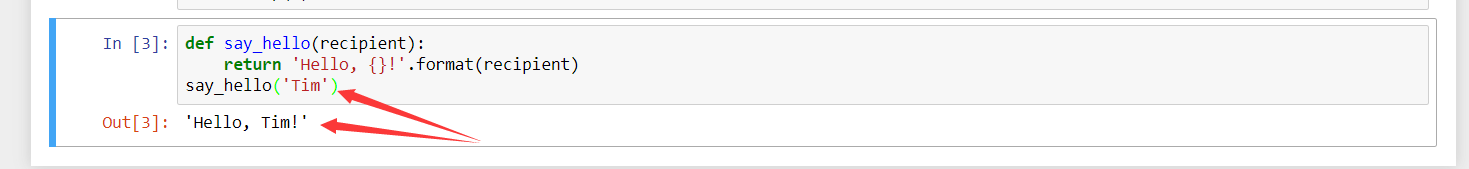 In [3]: def say_hello(recipient):
    return 'Hello, {}!'.format(recipient)
say_hello('Tim')
Out[3]: 'Hello, Tim!'